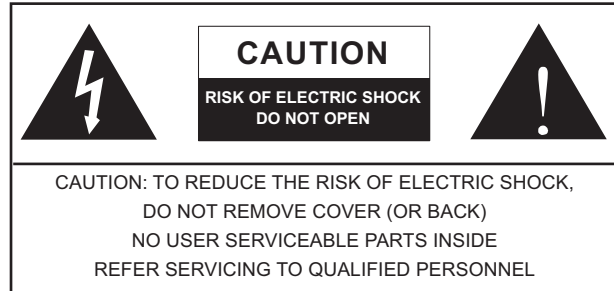 CAUTION
RISK OF ELECTRIC SHOCK
DO NOT OPEN
CAUTION: TO REDUCE THE RISK OF ELECTRIC SHOCK,
DO NOT REMOVE COVER (OR BACK)
NO USER SERVICEABLE PARTS INSIDE
REFER SERVICING TO QUALIFIED PERSONNEL